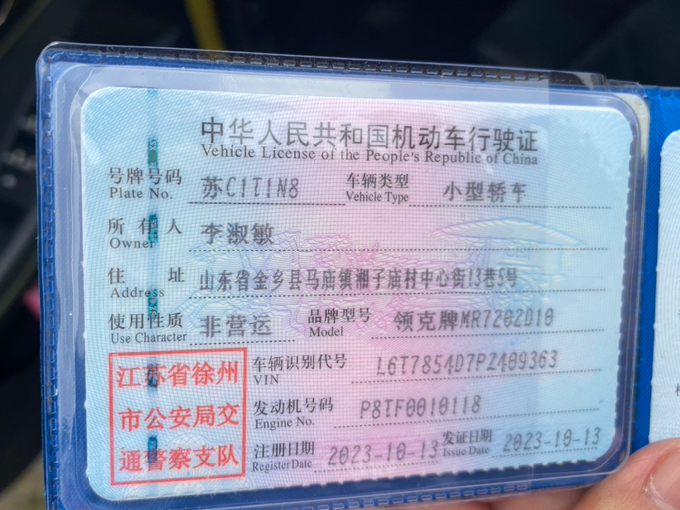 中华人民共和国机动车行驶证
Vehicle License of the People's Republic of China
号牌号码 苏C1T1N8 车辆类型 小型轿车
Plate No. Vehicle Type
所有人 李淑敏
Owner
住址 山东省金乡县马庙镇湘子庙村中心街13巷5号
Address
使用性质 非营运 品牌型号 领克牌MR7202D10
Use Character Model
江苏省徐州
市公安局交
通警察支队
车辆识别代号 L6T7854D7P2409363
VIN
发动机号码 P8TF0010118
Engine No.
注册日期 2023-10-13 发证日期 2023-10-13
Register Date Issue Date